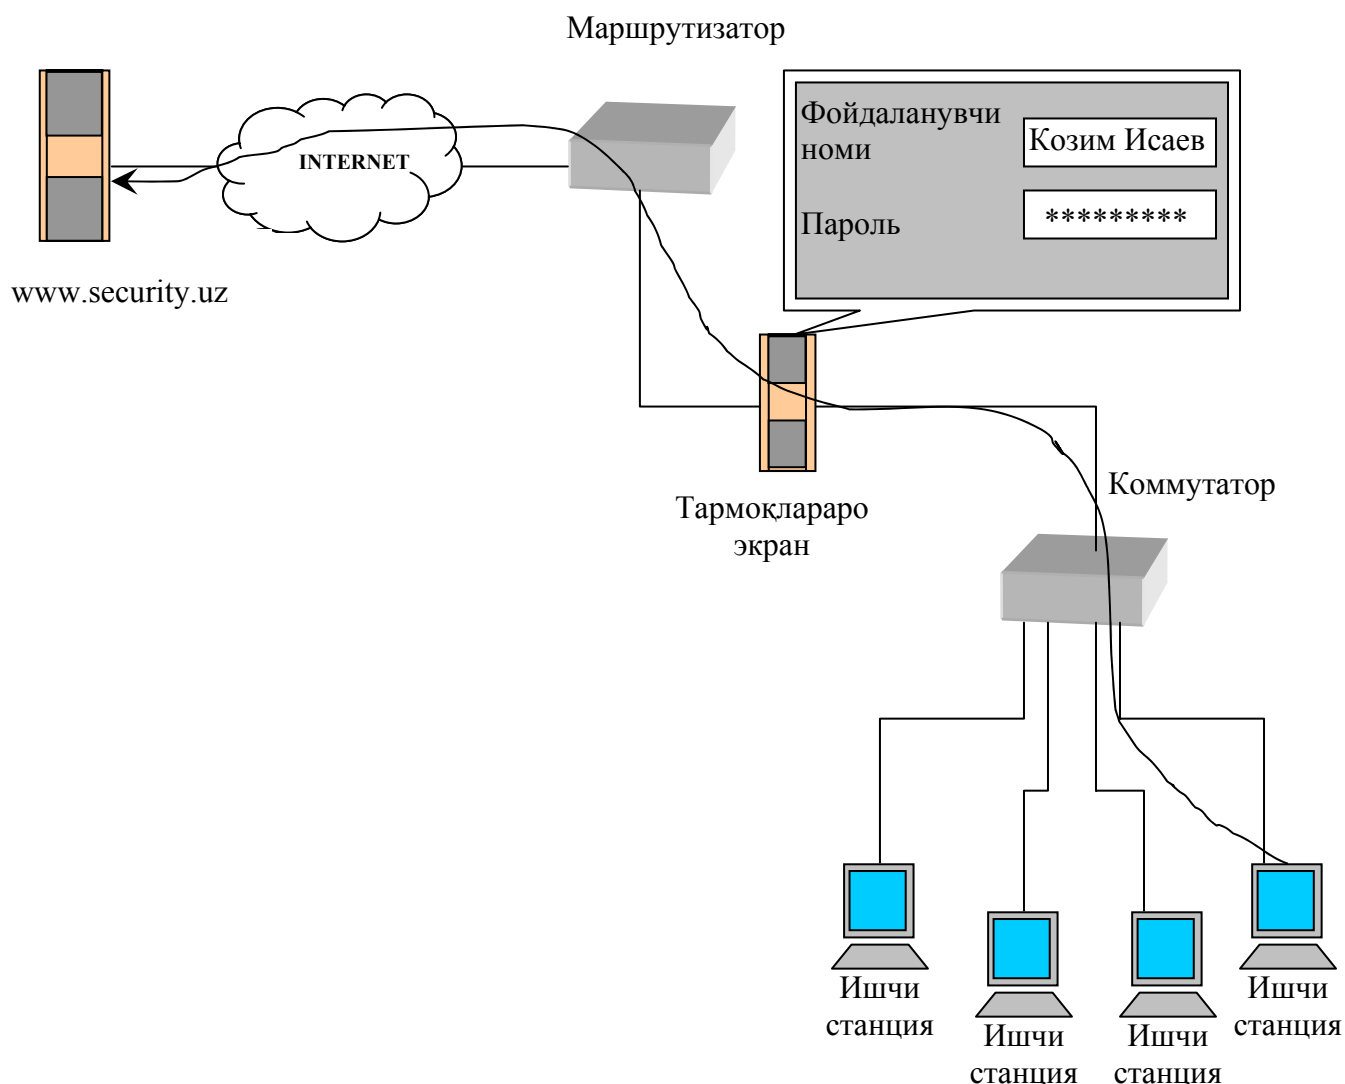 Маршрутизатор
Фойдаланувчи
номи
Козим Исаев
INTERNET
Пароль
*********
www.security.uz
Коммутатор
Тармоқлараро
экран
Ишчи
станция
Ишчи
станция
Ишчи
станция
Ишчи
станция